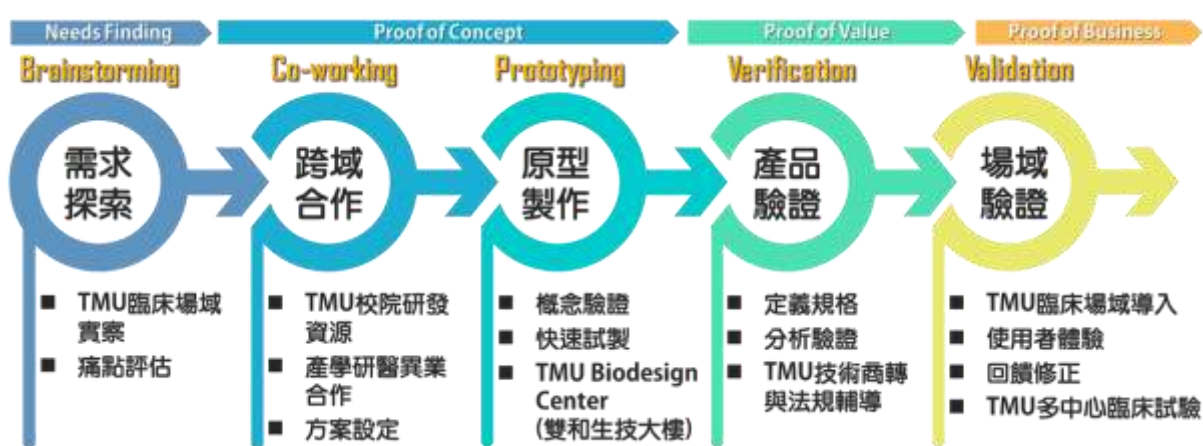 Needs Finding
Proof of Concept
Proof of Value
Proof of Business
Brainstorming
Co-working
Prototyping
Verification
Validation
需求
探索
跨域
合作
原型
製作
產品
驗證
場域
驗證
■ TMU臨床場域
實察
■ 痛點評估
■ TMU校院研發
資源
■ 產學研醫異業
合作
■ 方案設定
■ 概念驗證
■ 快速試製
■ TMU Biodesign
Center
(雙和生技大樓)
■ 定義規格
■ 分析驗證
■ TMU技術商轉
與法規輔導
■ TMU臨床場域導入
■ 使用者體驗
■ 回饋修正
■ TMU多中心臨床試驗